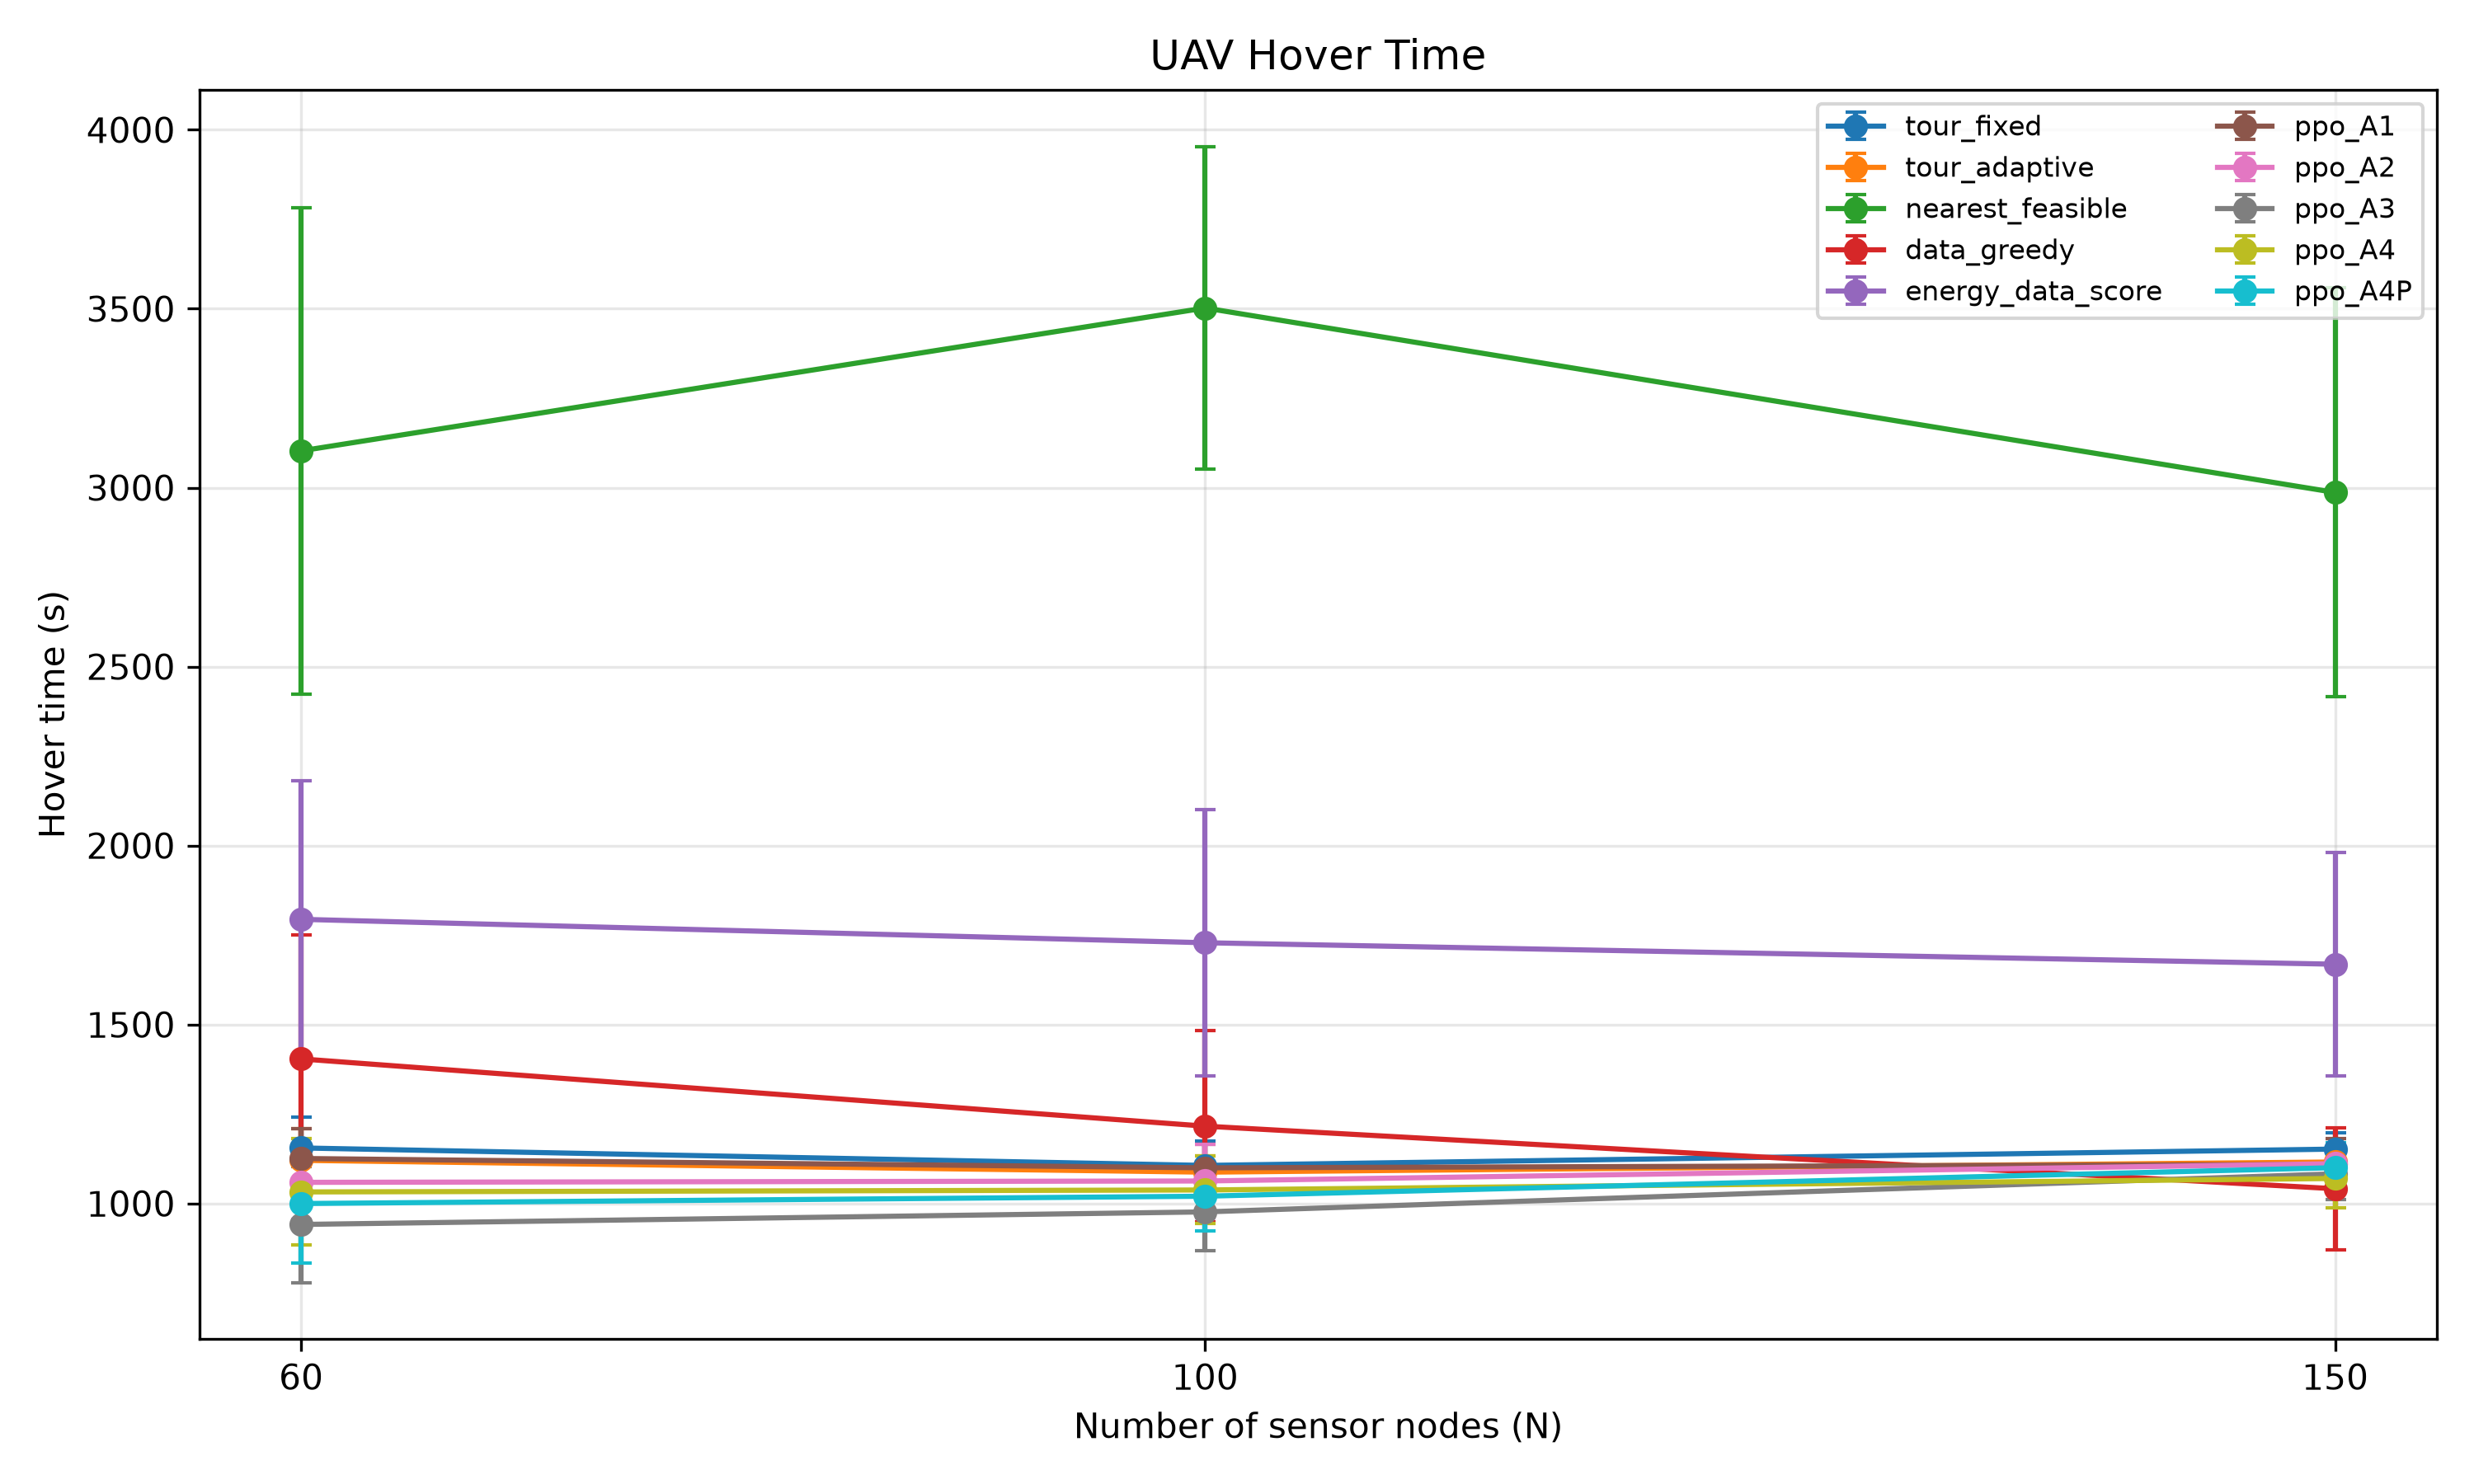 UAV Hover Time
Hover time (s)
4000
3500
3000
2500
2000
1500
1000
60
100
150
Number of sensor nodes (N)
tour_fixed
tour_adaptive
nearest_feasible
data_greedy
energy_data_score
ppo_A1
ppo_A2
ppo_A3
ppo_A4
ppo_A4P